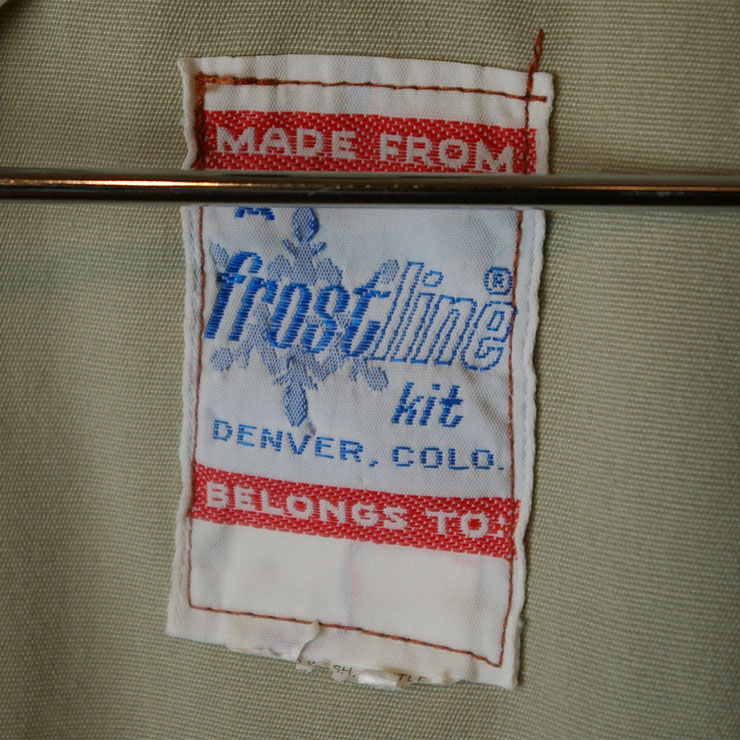 MADE FROM
A
frostline®
kit
DENVER, COLO.
BELONGS TO: